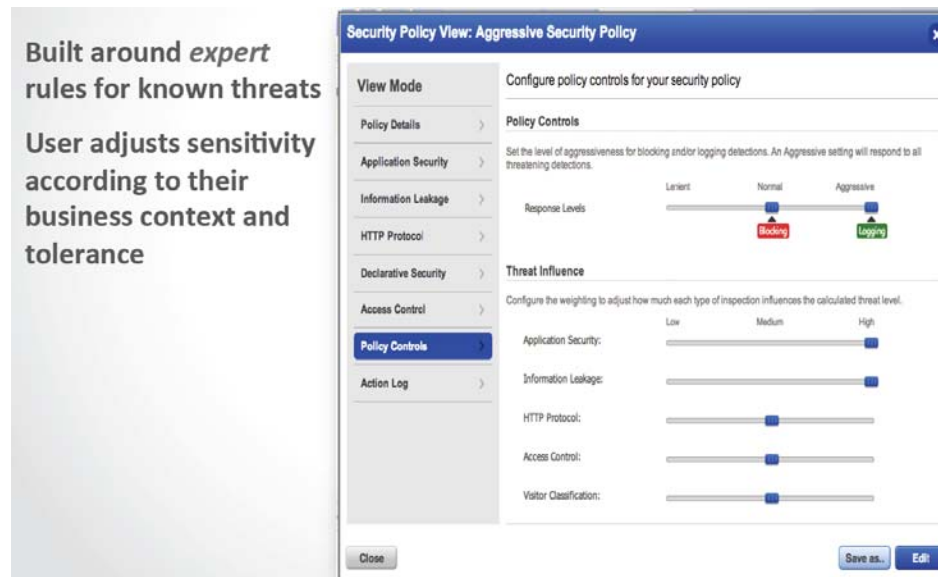 Built around expert
rules for known threats
User adjusts sensitivity
according to their
business context and
tolerance
Security Policy View: Aggressive Security Policy
x
View Mode
Policy Details
Application Security
Information Leakage
HTTP Protocol
Declarative Security
Access Control
Policy Controls
Action Log
Configure policy controls for your security policy
Policy Controls
Set the level of aggressiveness for blocking and/or logging detections. An Aggressive setting will respond to all
threatening detections.
Lenient Normal Aggressive
Response Levels
Blocking Logging
Threat Influence
Configure the weighting to adjust how much each type of inspection influences the calculated threat level.
Low Medium High
Application Security:
Information Leakage:
HTTP Protocol:
Access Control:
Visitor Classification:
Close Save as.. Edit